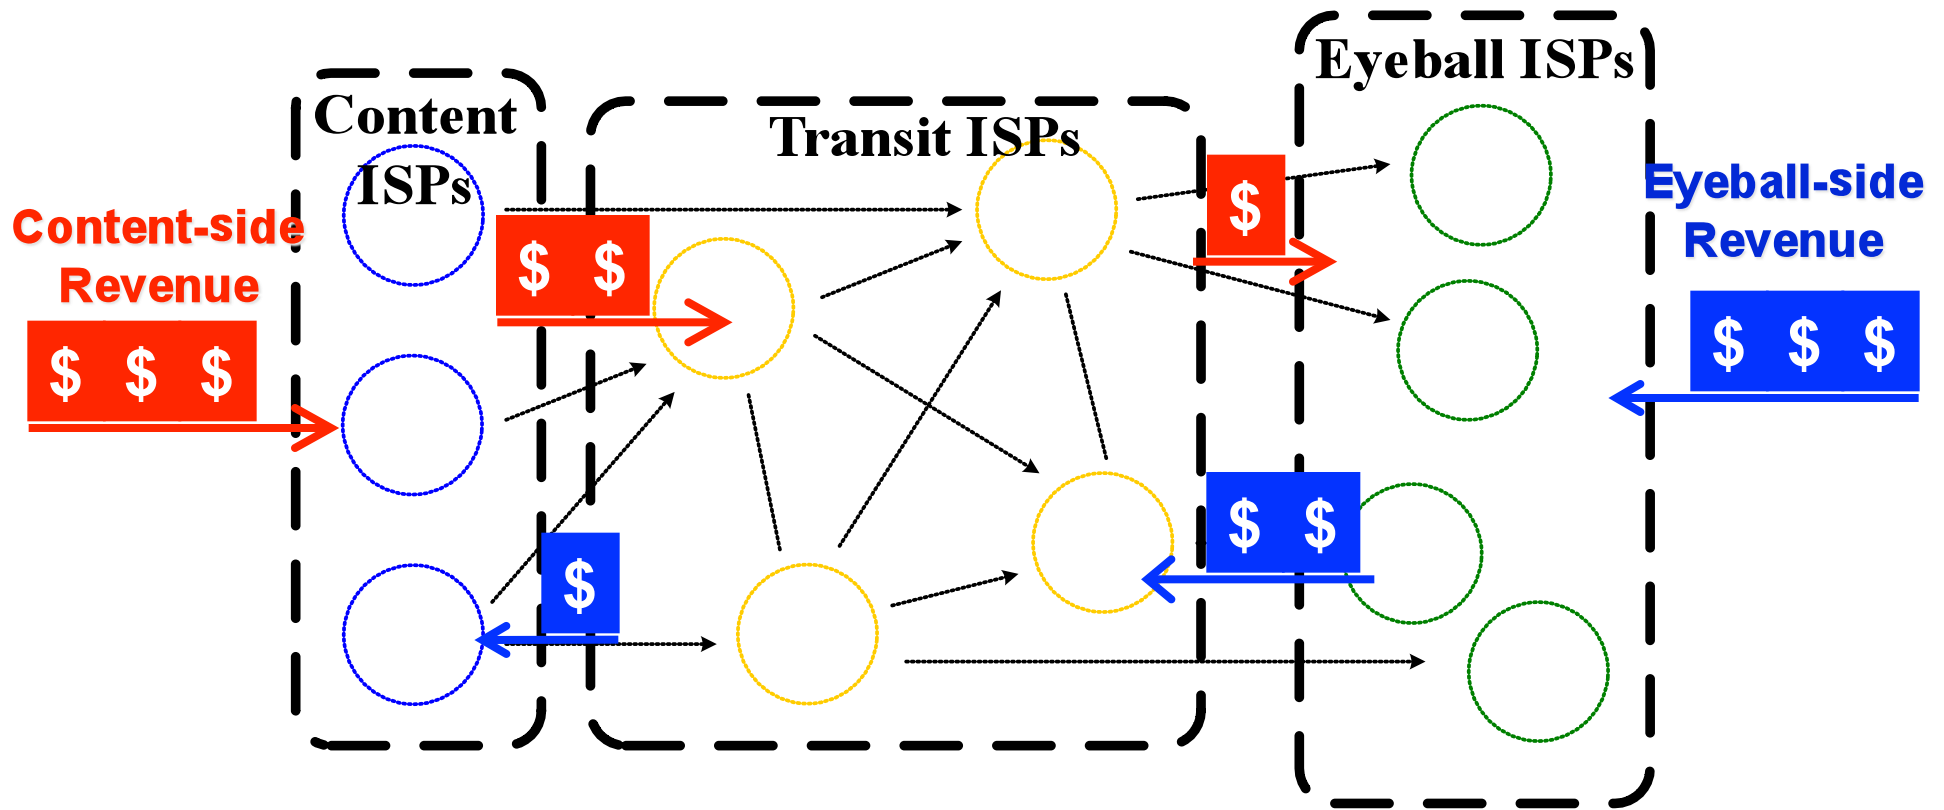 Content
ISPs
Transit ISPs
Eyeball ISPs
Content-side
Revenue
$ $ $
$ $
$
$
$ $
Eyeball-side
Revenue
$ $ $